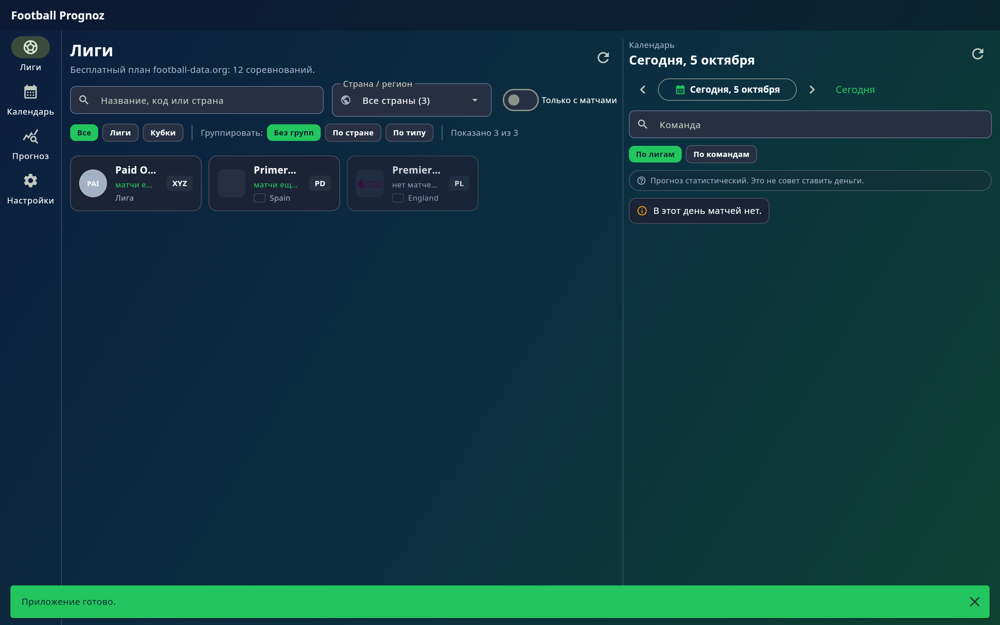 Football Prognoz
Лиги
Календарь
Прогноз
Настройки
Лиги
Бесплатный план football-data.org: 12 соревнований.
Название, код или страна
Страна / регион
Все страны (3)
Только с матчами
Все Лиги Кубки Группировать: Без групп По стране По типу Показано 3 из 3
PAI
Paid O...
матчи е...
Лига
XYZ
Primer...
матчи ещ...
Spain
PD
Premier League
Premier...
нет матче...
England
PL
Календарь
Сегодня, 5 октября
Сегодня, 5 октября
Сегодня
Команда
По лигам По командам
Прогноз статистический. Это не совет ставить деньги.
В этот день матчей нет.
Приложение готово.